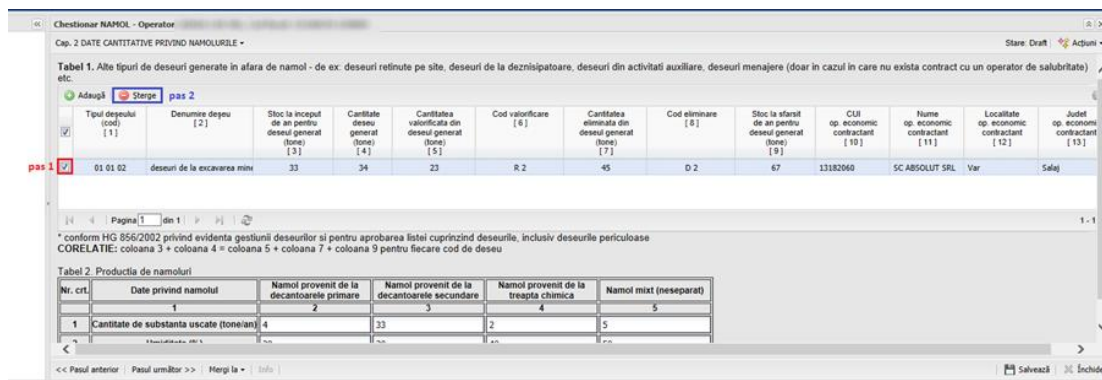 Chestionar NAMOL - Operator
Cap. 2 DATE CANTITATIVE PRIVIND NAMOLURILE
Stare: Draft Acțiuni
Tabel 1. Alte tipuri de deseuri generate in afara de namol - de ex: deseuri retinute pe site, deseuri de la deznisipatoare, deseuri din activitati auxiliare, deseuri menajere (doar in cazul in care nu exista contract cu un operator de salubritate)
etc.
Adaugă Șterge pas 2
Tipul deșeului (cod) [ 1 ]
Denumire deșeu [ 2 ]
Stoc la inceput de an pentru deseul generat (tone) [ 3 ]
Cantitate deseu generat (tone) [ 4 ]
Cantitatea valorificata din deseul generat (tone) [ 5 ]
Cod valorificare [ 6 ]
Cantitatea eliminata din deseul generat (tone) [ 7 ]
Cod eliminare [ 8 ]
Stoc la sfarsit de an pentru deseul generat (tone) [ 9 ]
CUI op. economic contractant [ 10 ]
Nume op. economic contractant [ 11 ]
Localitate op. economic contractant [ 12 ]
Judet op. economi contractant [ 13 ]
pas 1 01 01 02 deseuri de la excavarea mine 33 34 23 R 2 45 D 2 67 13182060 SC ABSOLUT SRL Var Salaj
Pagina 1 din 1
1 - 1
* conform HG 856/2002 privind evidenta gestiunii deseurilor si pentru aprobarea listei cuprinzind deseurile, inclusiv deseurile periculoase
CORELATIE: coloana 3 + coloana 4 = coloana 5 + coloana 7 + coloana 9 pentru fiecare cod de deseu
Tabel 2. Productia de namoluri
Nr. crt.
Date privind namolul
Namol provenit de la decantoarele primare
Namol provenit de la decantoarele secundare
Namol provenit de la treapta chimica
Namol mixt (neseparat)
1 2 3 4 5
1 Cantitate de substanta uscate (tone/an) 4 33 2 5
<< Pasul anterior Pasul următor >> Mergi la Info
Salvează Închide